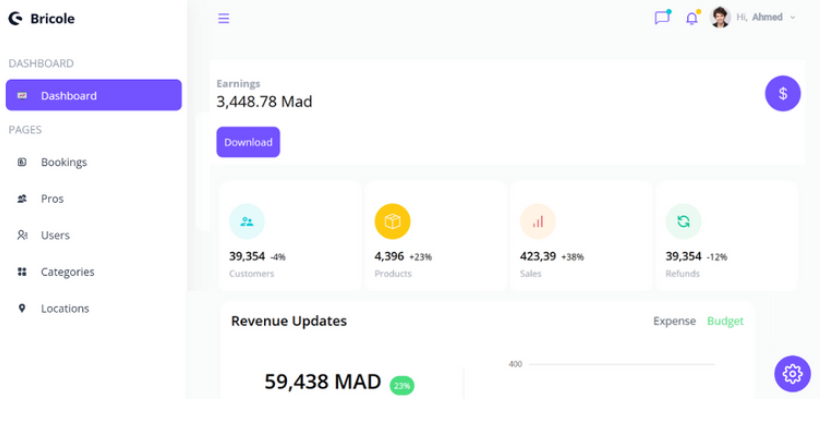 Bricole
Hi, Ahmed
DASHBOARD
Dashboard
PAGES
Bookings
Pros
Users
Categories
Locations
Earnings
3,448.78 Mad
$
Download
39,354 -4%
Customers
4,396 +23%
Products
423,39 +38%
Sales
39,354 -12%
Refunds
Revenue Updates
Expense Budget
59,438 MAD 23%
400